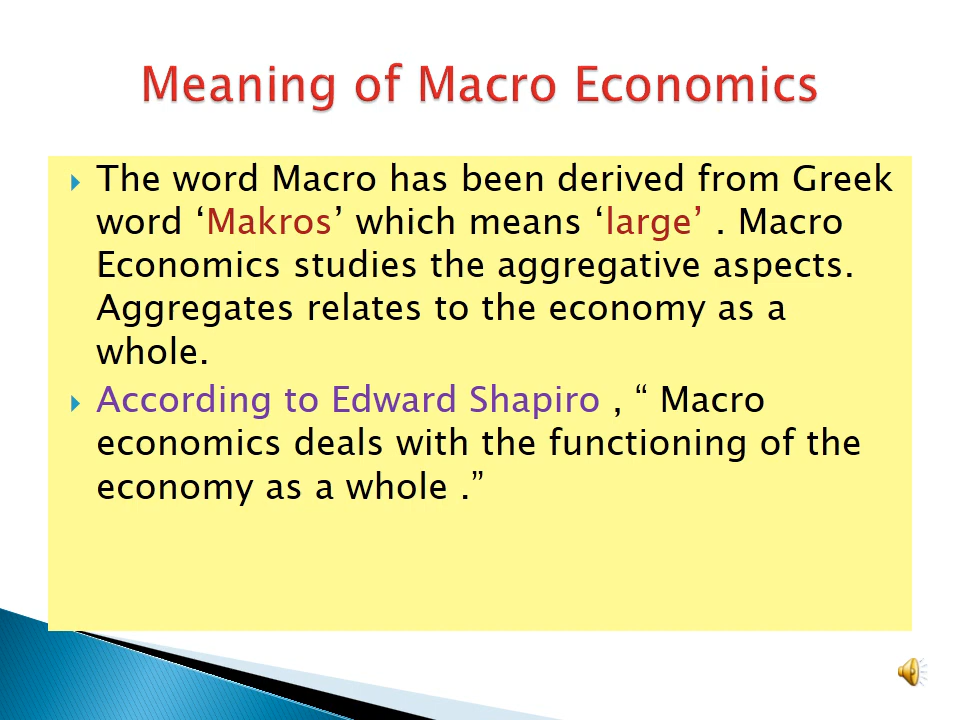 Meaning of Macro Economics
The word Macro has been derived from Greek
word ‘Makros’ which means ‘large’ . Macro
Economics studies the aggregative aspects.
Aggregates relates to the economy as a
whole.
According to Edward Shapiro , “ Macro
economics deals with the functioning of the
economy as a whole .”